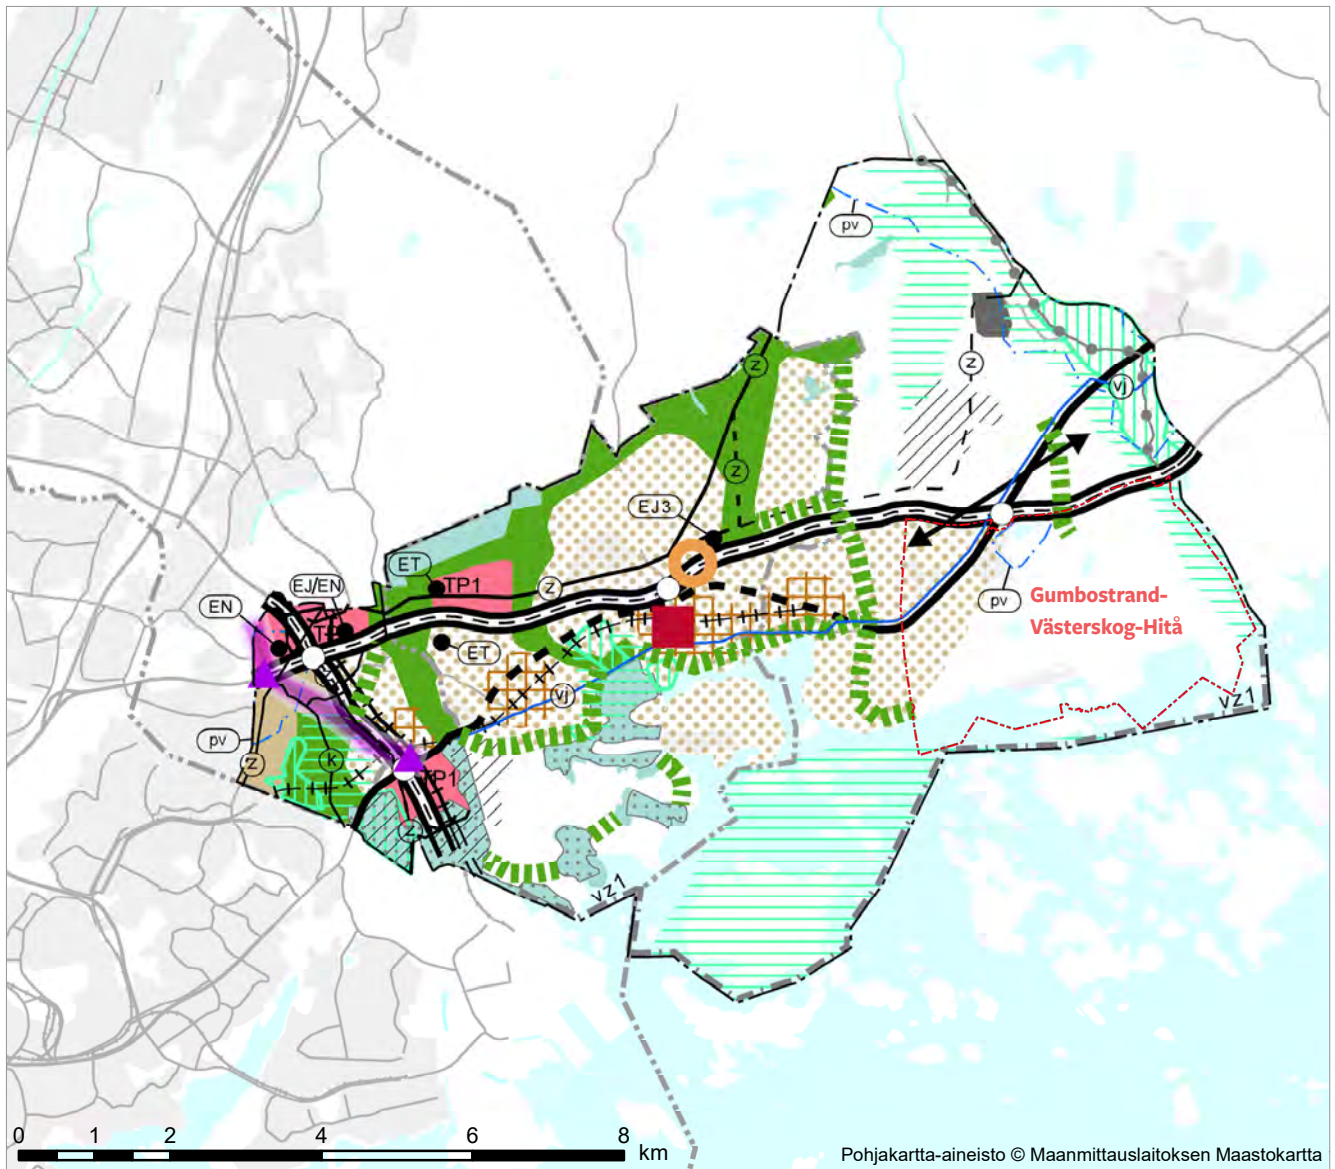 pv
z
z
vj
z
EJ3
ET
TP1
EJ/EN
z
EN
pv
Gumbostrand-
Västerskog-Hitå
ET
vj
vz1
pv
z
k
TP1
z
vz1
0 1 2 4 6 8 km
Pohjakartta-aineisto © Maanmittauslaitoksen Maastokartta